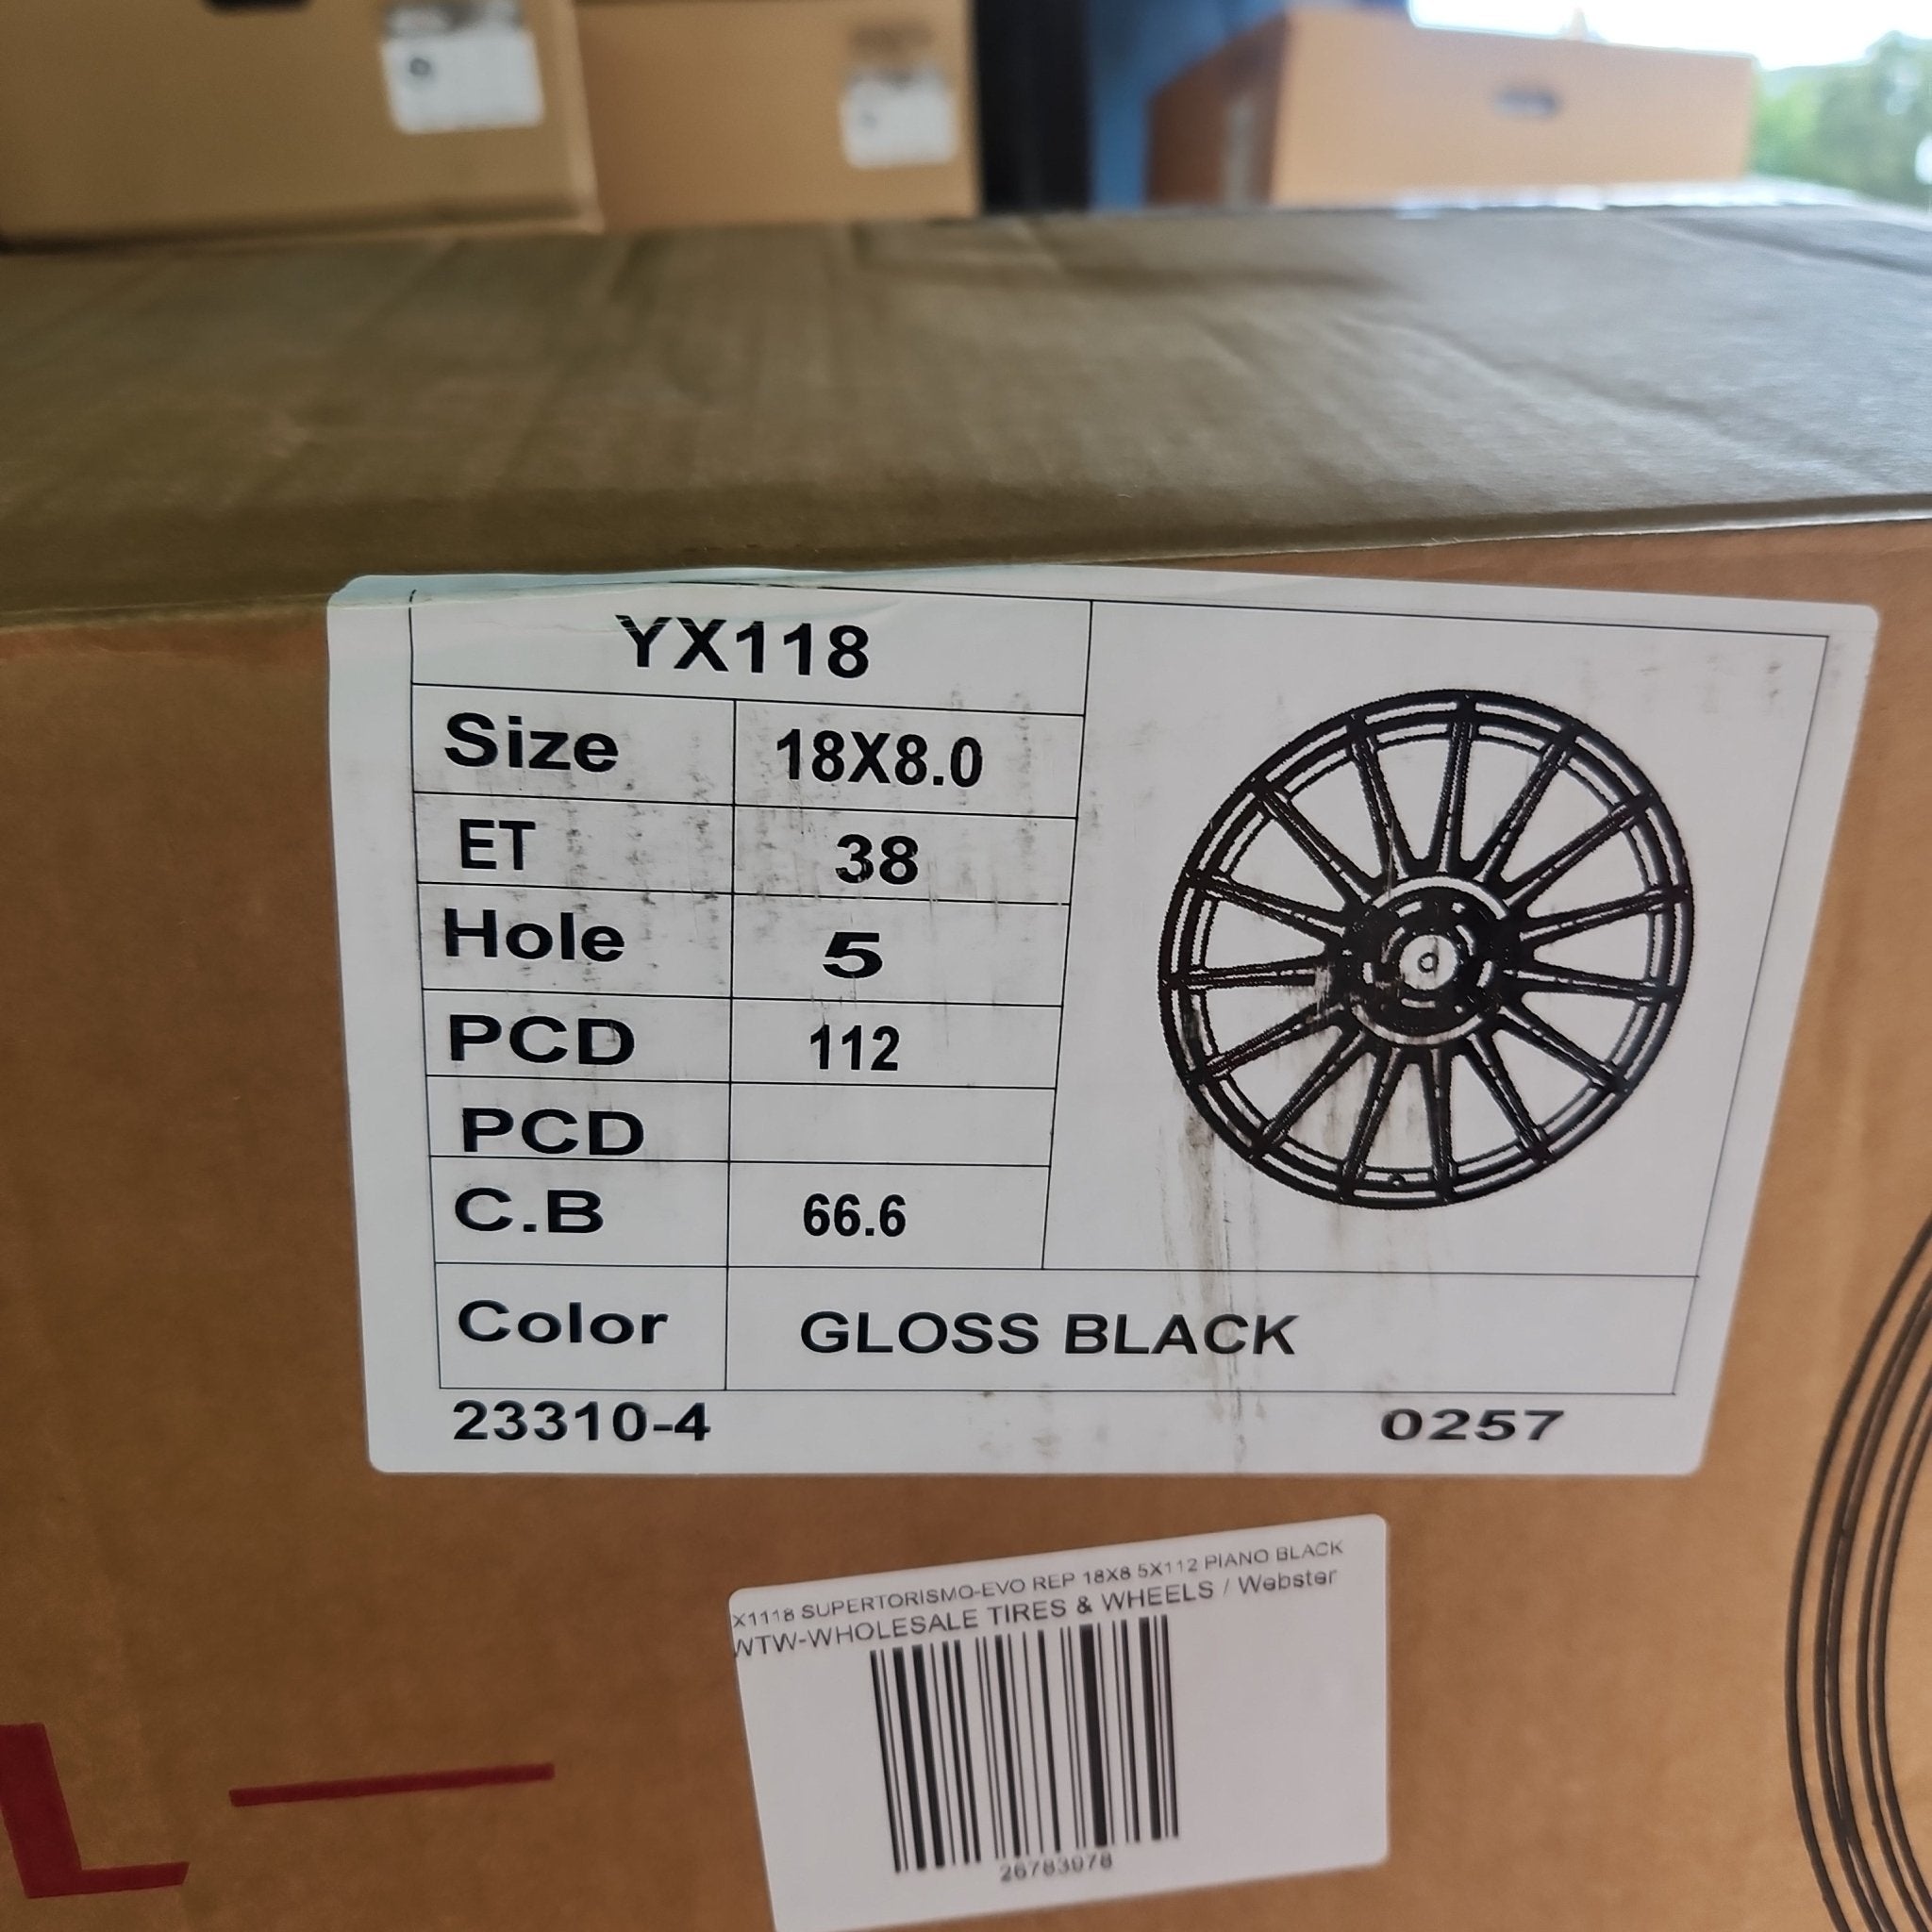 YX118
Size 18X8.0
ET 38
Hole 5
PCD 112
PCD
C.B 66.6
Color GLOSS BLACK
23310-4 0257
X1118 SUPERTORISMO-EVO REP 18X8 5X112 PIANO BLACK
WTW-WHOLESALE TIRES & WHEELS / Webster
26783078
L